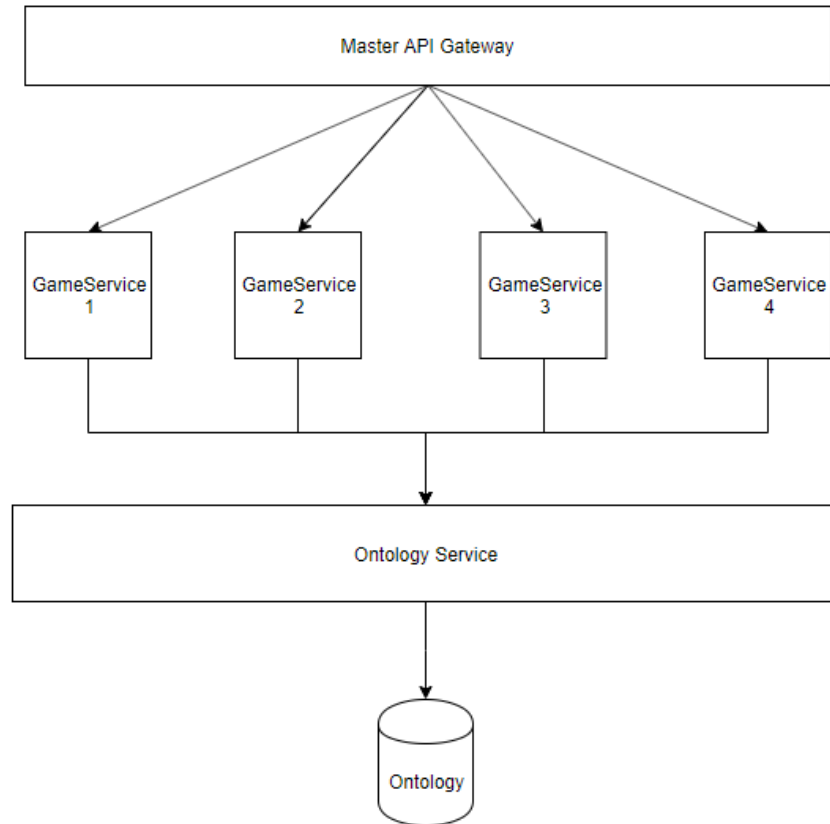 Master API Gateway
GameService
1
GameService
2
GameService
3
GameService
4
Ontology Service
Ontology